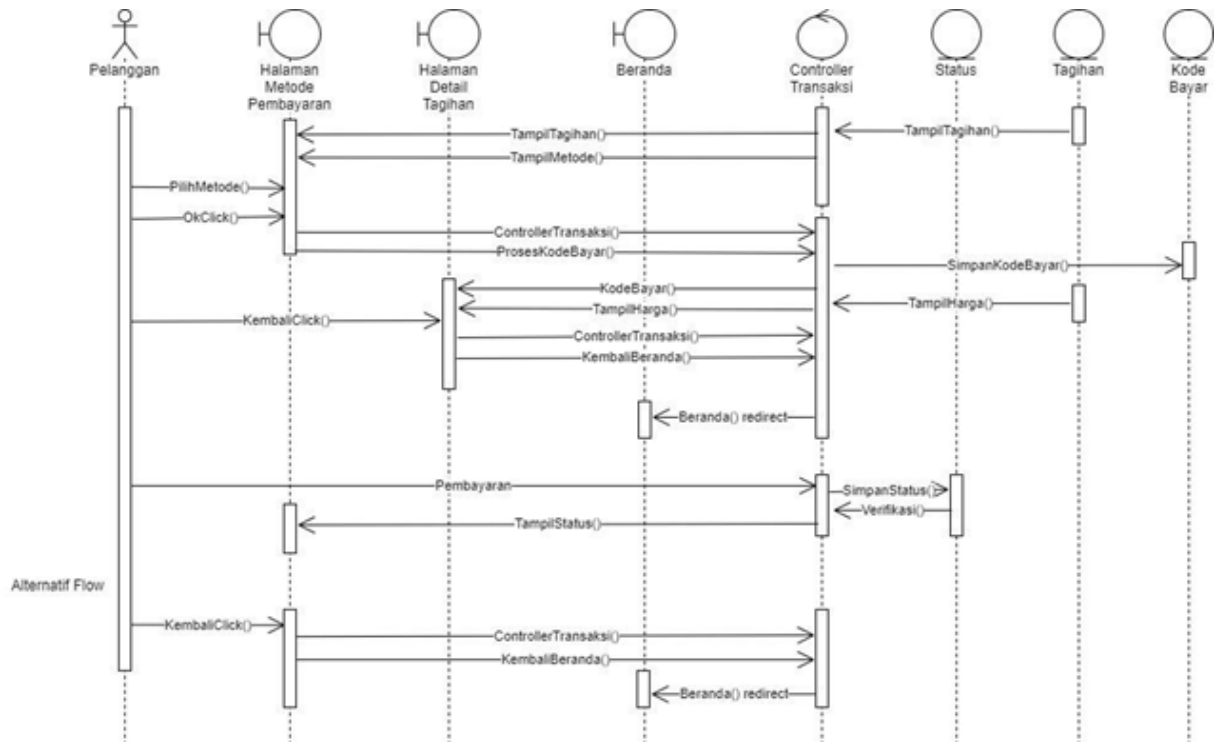 Pelanggan
Halaman
Metode
Pembayaran
Halaman
Detail
Tagihan
Beranda
Controller
Transaksi
Status
Tagihan
Kode
Bayar
TampilTagihan()
TampilTagihan()
TampilMetode()
PilihMetode()
OkClick()
ControllerTransaksi()
ProsesKodeBayar()
SimpanKodeBayar()
KodeBayar()
TampilHarga()
TampilHarga()
KembaliClick()
ControllerTransaksi()
KembaliBeranda()
Beranda() redirect
Pembayaran
SimpanStatus()
Verifikasi()
TampilStatus()
Alternatif Flow
KembaliClick()
ControllerTransaksi()
KembaliBeranda()
Beranda() redirect